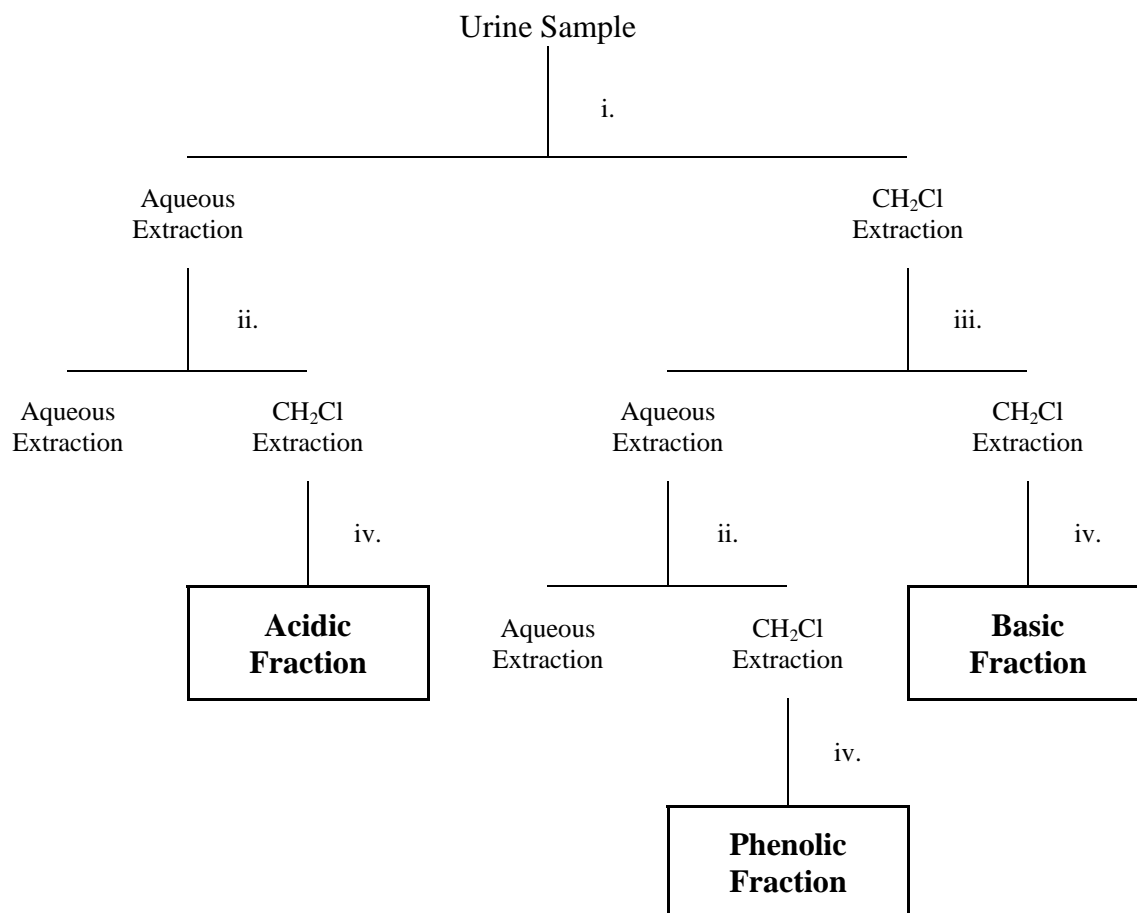 Urine Sample
i.
Aqueous
Extraction
CH₂Cl
Extraction
ii.
iii.
Aqueous
Extraction
CH₂Cl
Extraction
Aqueous
Extraction
CH₂Cl
Extraction
iv.
ii.
iv.
Acidic
Fraction
Aqueous
Extraction
CH₂Cl
Extraction
Basic
Fraction
iv.
Phenolic
Fraction